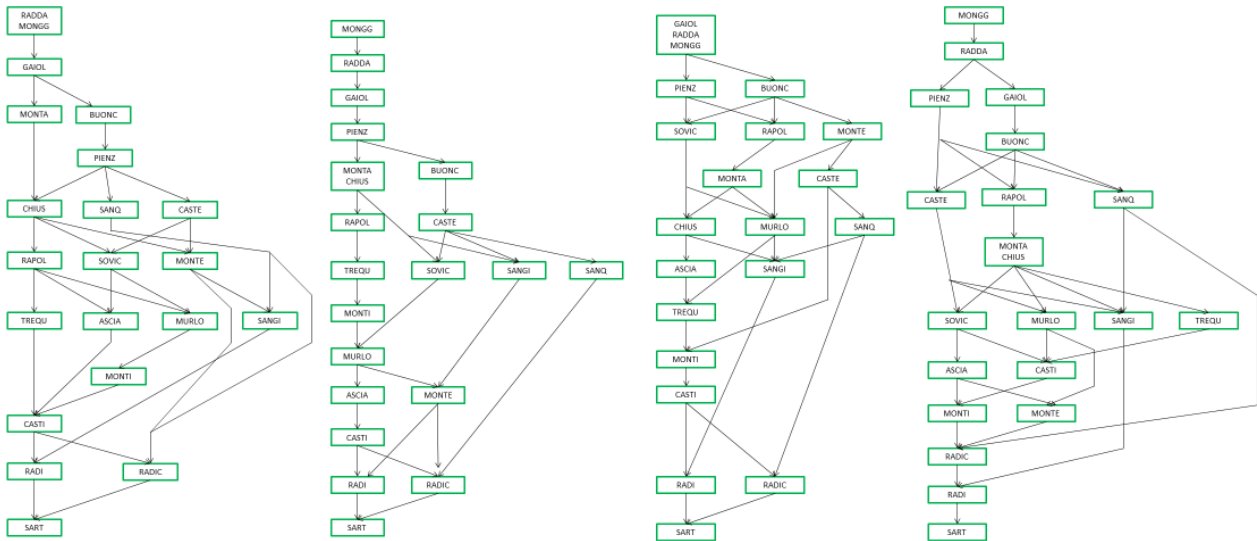 RADDA
MONGG
GAIOL
MONTA
BUONC
PIENZ
CHIUS
SANQ
CASTE
RAPOL
SOVIC
MONTE
TREQU
ASCIA
MURLO
SANGI
MONTI
CASTI
RADI
RADIC
SART
MONGG
RADDA
GAIOL
PIENZ
MONTA
CHIUS
BUONC
RAPOL
CASTE
TREQU
SOVIC
SANGI
SANQ
MONTI
MURLO
ASCIA
MONTE
CASTI
RADI
RADIC
SART
GAIOL
RADDA
MONGG
PIENZ
BUONC
SOVIC
RAPOL
MONTE
MONTA
CASTE
CHIUS
MURLO
SANQ
ASCIA
SANGI
TREQU
MONTI
CASTI
RADI
RADIC
SART
MONGG
RADDA
PIENZ
GAIOL
BUONC
CASTE
RAPOL
SANQ
MONTA
CHIUS
SOVIC
MURLO
SANGI
TREQU
ASCIA
CASTI
MONTI
MONTE
RADIC
RADI
SART